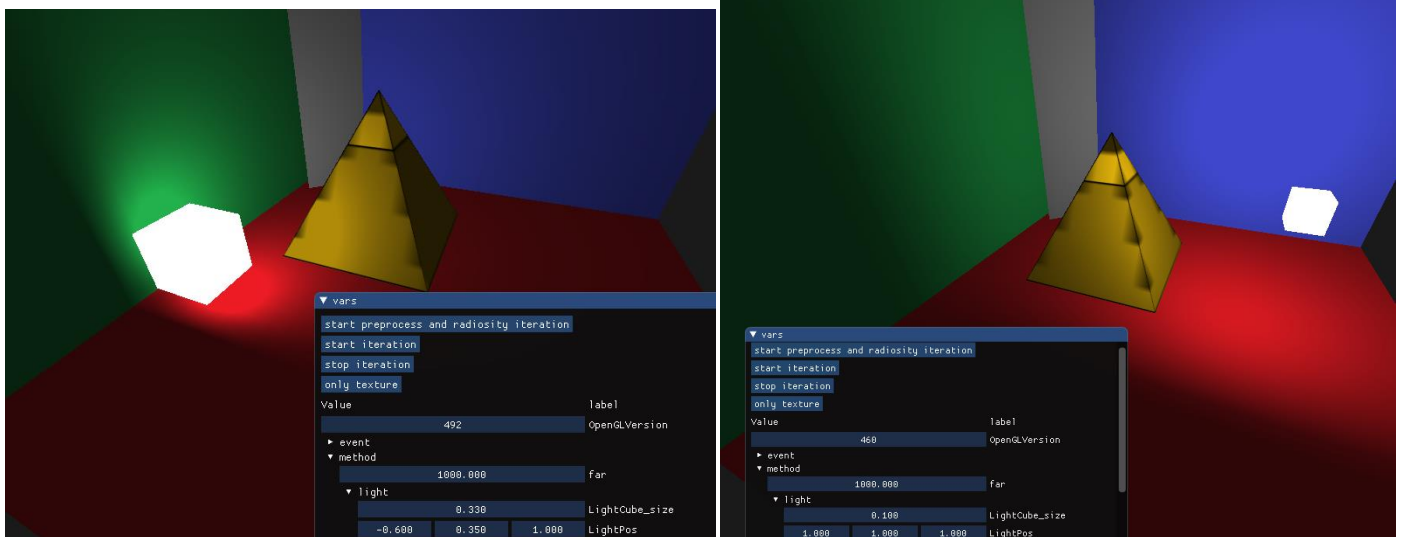 ▼ vars
start preprocess and radiosity iteration
start iteration
stop iteration
only texture
Value label
492 OpenGLVersion
► event
▼ method
1000.000 far
▼ light
0.330 LightCube_size
-0.600 0.350 1.000 LightPos
▼ vars
start preprocess and radiosity iteration
start iteration
stop iteration
only texture
Value label
460 OpenGLVersion
► event
▼ method
1000.000 far
▼ light
0.100 LightCube_size
1.000 1.000 1.000 LightPos